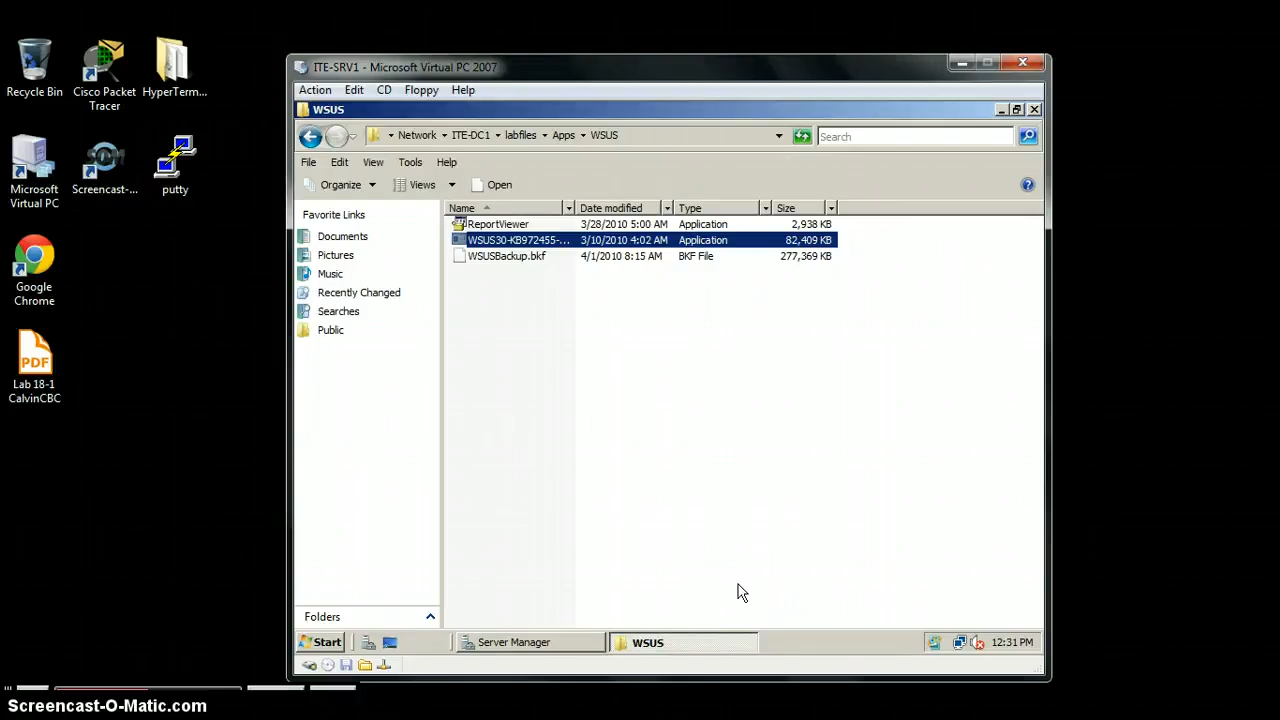 Recycle Bin
Cisco Packet
Tracer
HyperTerm...
Microsoft
Virtual PC
Screencast-...
putty
Google
Chrome
PDF
Lab 18-1
CalvinCBC
ITE-SRV1 - Microsoft Virtual PC 2007
Action Edit CD Floppy Help
WSUS
Network ITE-DC1 labfiles Apps WSUS Search
File Edit View Tools Help
Organize Views Open
Favorite Links
Documents
Pictures
Music
Recently Changed
Searches
Public
Folders
Name Date modified Type Size
ReportViewer 3/28/2010 5:00 AM Application 2,938 KB
WSUS30-KB972455-... 3/10/2010 4:02 AM Application 82,409 KB
WSUSBackup.bkf 4/1/2010 8:15 AM BKF File 277,369 KB
Start Server Manager WSUS 12:31 PM
Screencast-O-Matic.com